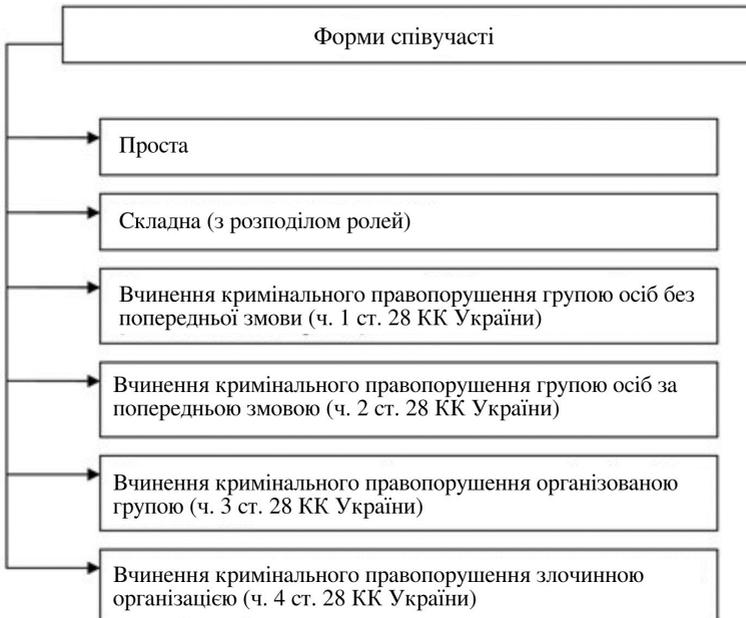 Форми співучасті
Проста
Складна (з розподілом ролей)
Вчинення кримінального правопорушення групою осіб без
попередньої змови (ч. 1 ст. 28 КК України)
Вчинення кримінального правопорушення групою осіб за
попередньою змовою (ч. 2 ст. 28 КК України)
Вчинення кримінального правопорушення організованою
групою (ч. 3 ст. 28 КК України)
Вчинення кримінального правопорушення злочинною
організацією (ч. 4 ст. 28 КК України)